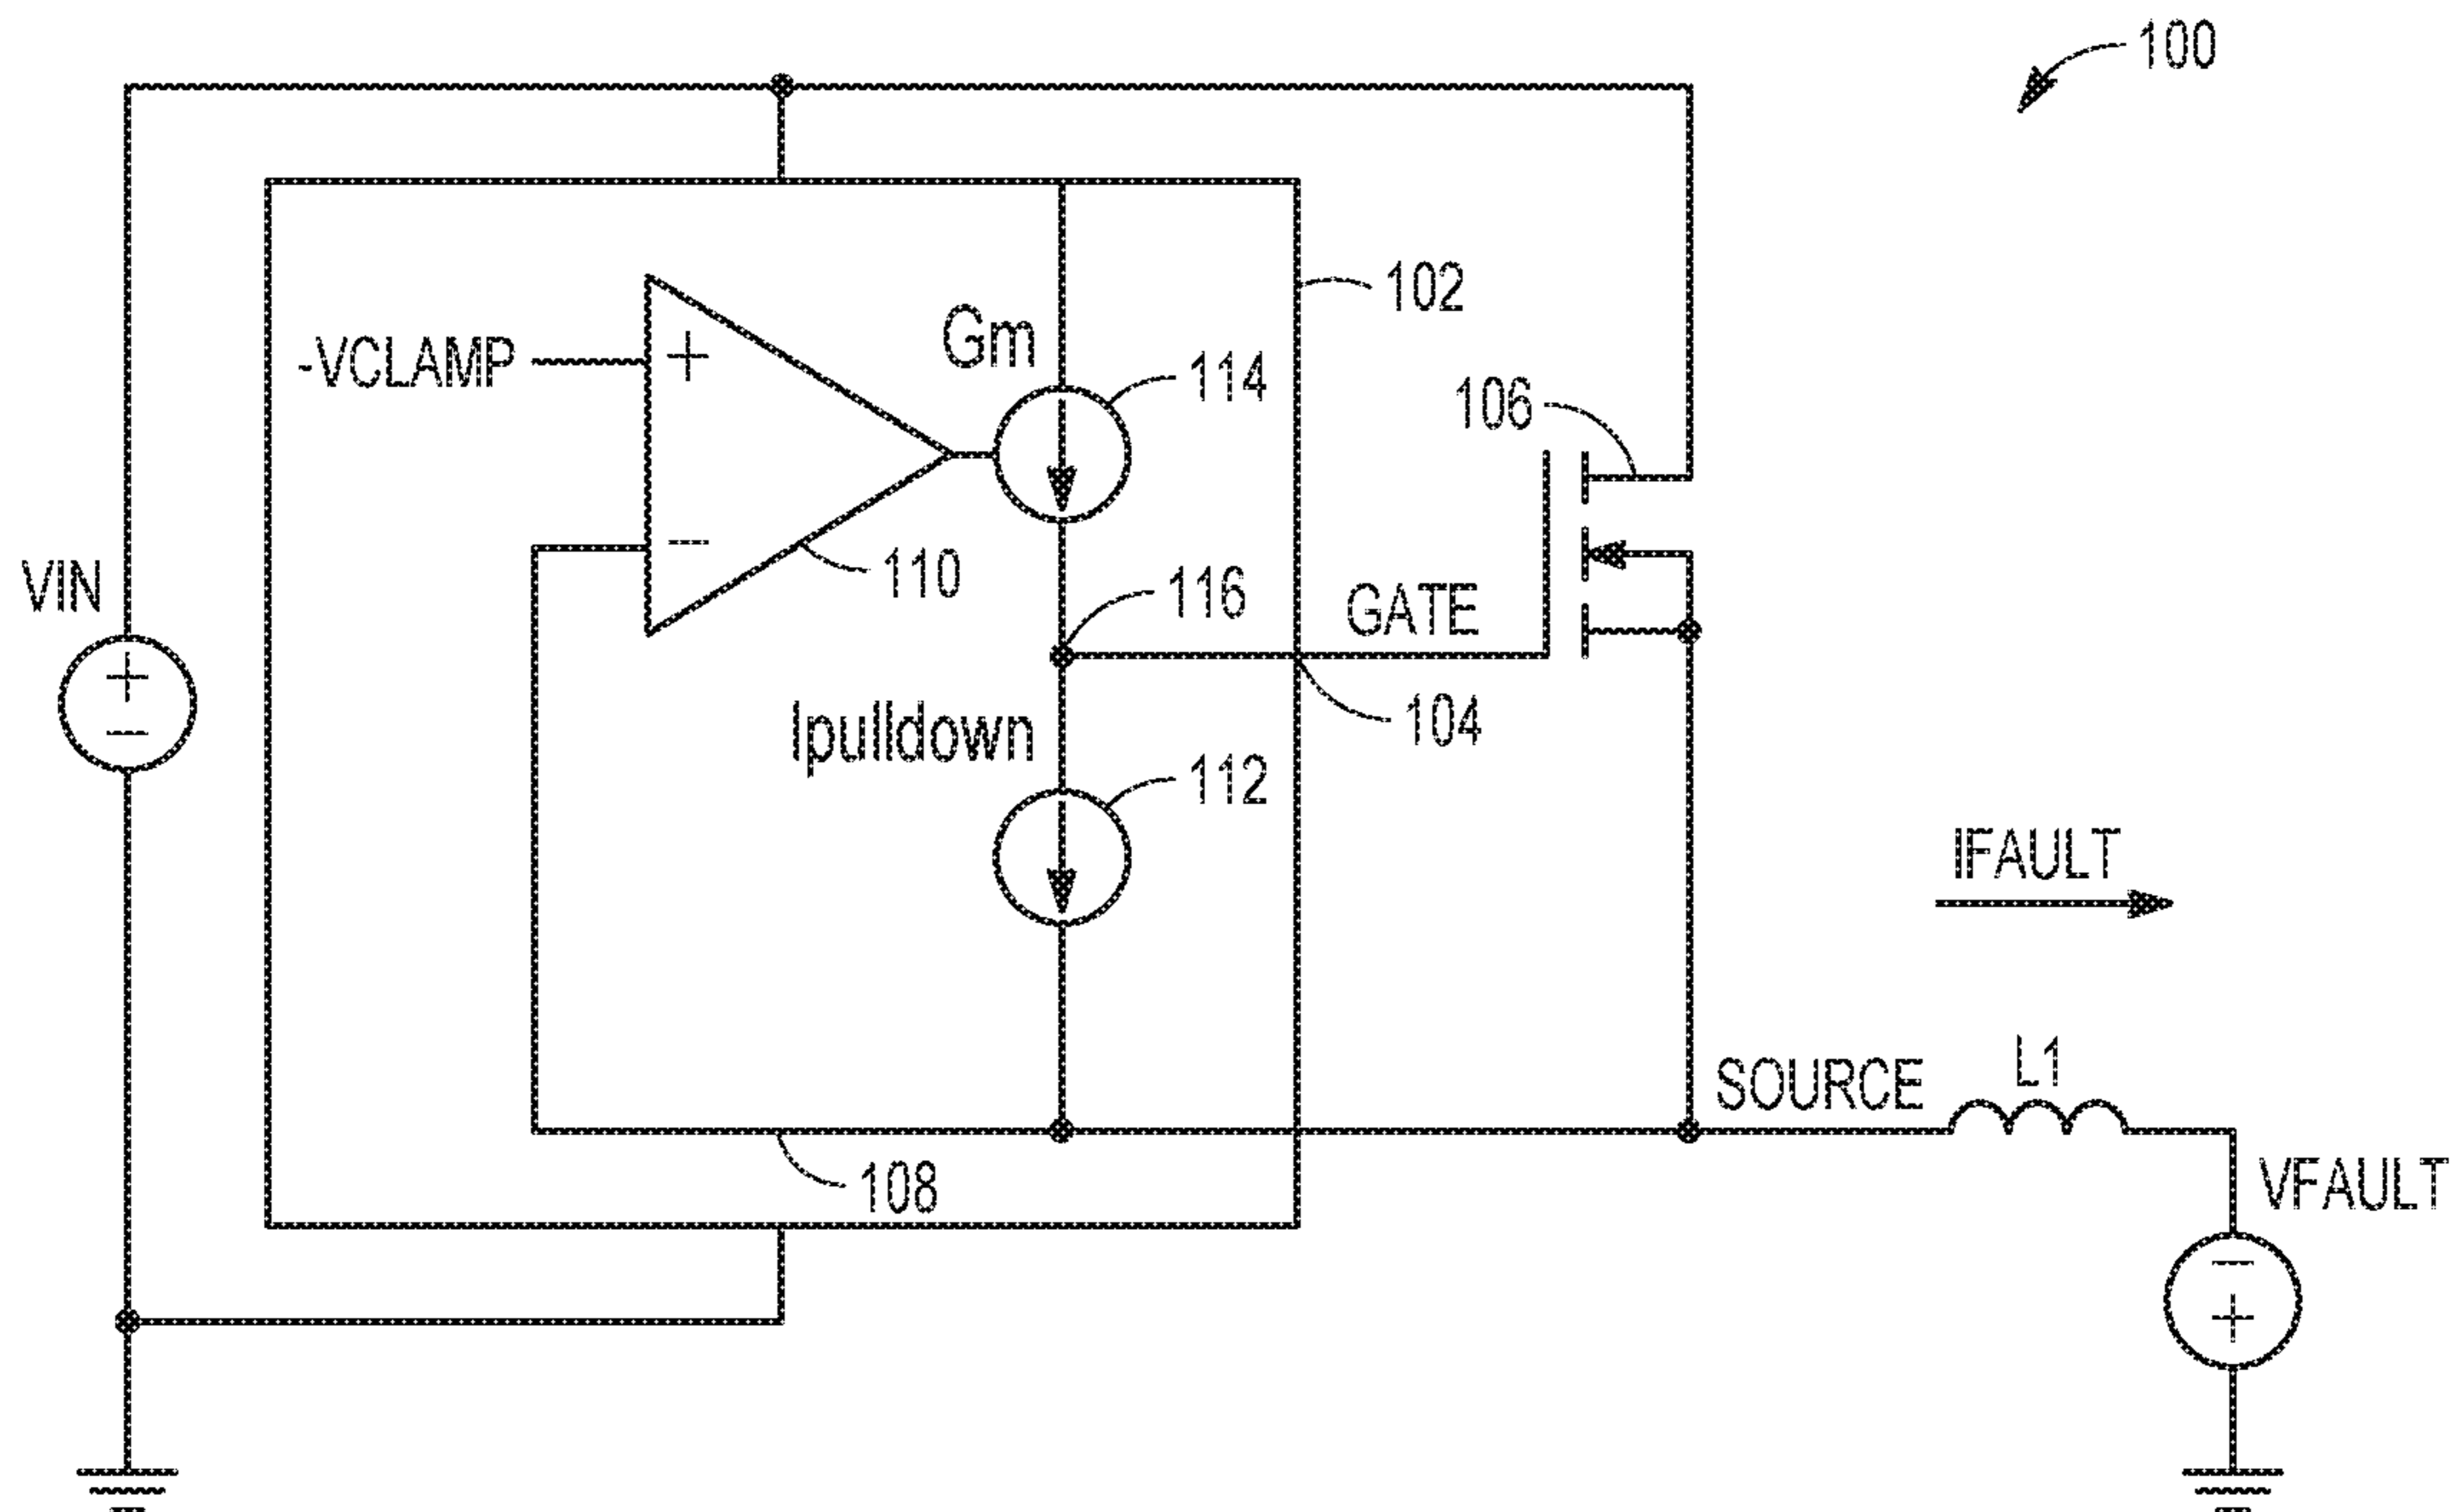 100
102
-VCLAMP
+
Gm
114
106
−
110
VIN
116
GATE
+
−
104
Ipulldown
112
IFAULT
SOURCE
L1
108
VFAULT
−
+